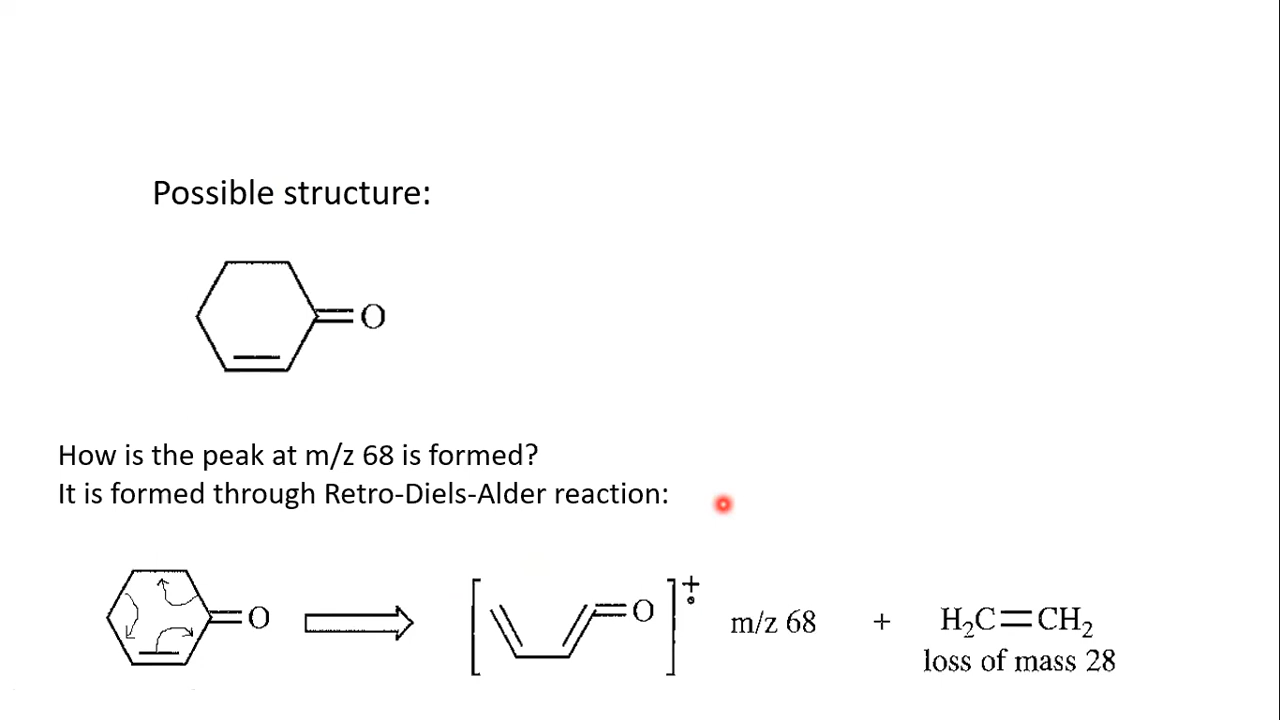 Possible structure:
O
How is the peak at m/z 68 is formed?
It is formed through Retro-Diels-Alder reaction:
O
O
+
m/z 68
+
H₂C=CH₂
loss of mass 28